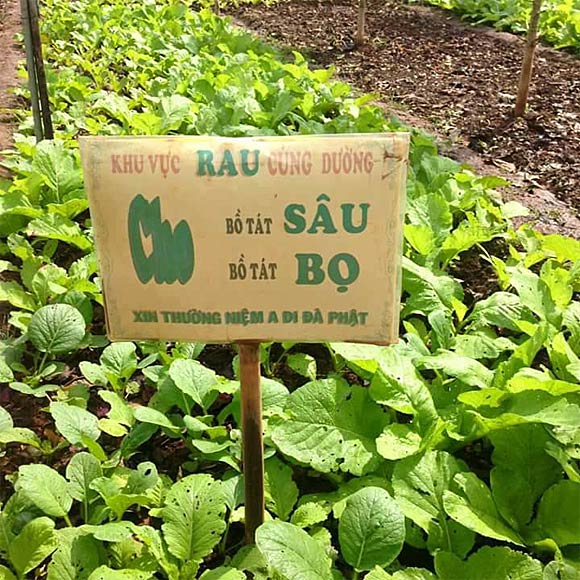 KHU VỰC RAU CÚNG DƯỜNG
Cho
BỒ TÁT SÂU
BỒ TÁT BỌ
XIN THƯỜNG NIỆM A DI ĐÀ PHẬT